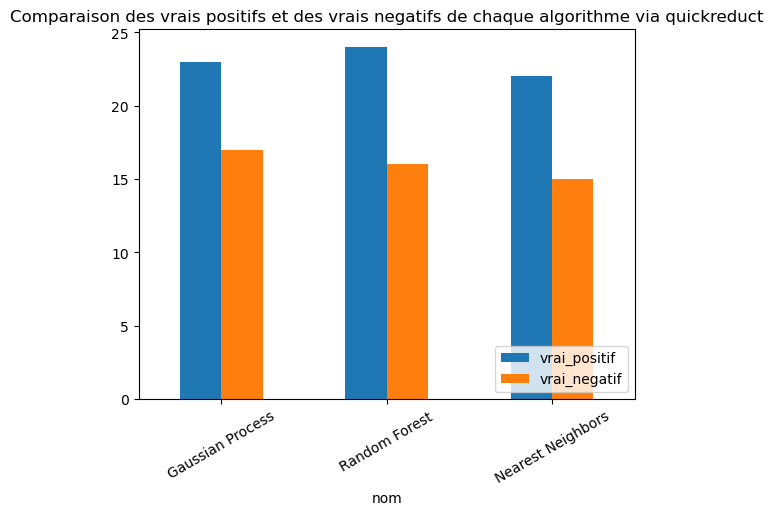 Comparaison des vrais positifs et des vrais negatifs de chaque algorithme via quickreduct
25
20
15
10
5
0
vrai_positif
vrai_negatif
Gaussian Process
Random Forest
Nearest Neighbors
nom